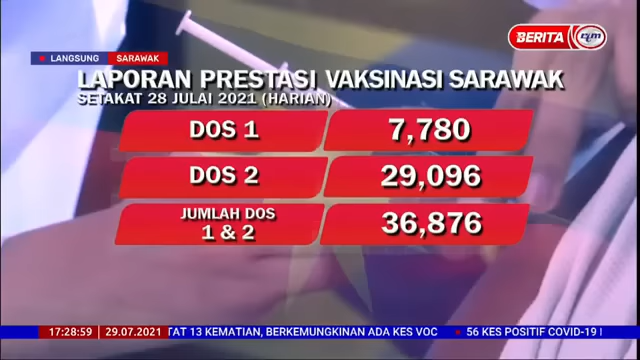 BERITA rtm
LANGSUNG SARAWAK
LAPORAN PRESTASI VAKSINASI SARAWAK
SETAKAT 28 JULAI 2021 (HARIAN)
DOS 1 7,780
DOS 2 29,096
JUMLAH DOS
1 & 2 36,876
17:28:59 29.07.2021 TAT 13 KEMATIAN, BERKEMUNGKINAN ADA KES VOC • 56 KES POSITIF COVID-19